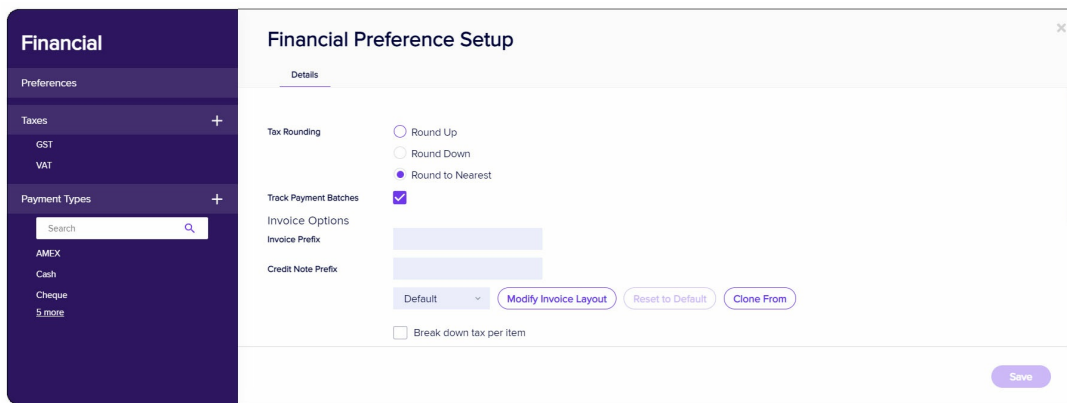 Financial
Preferences
Taxes +
GST
VAT
Payment Types +
Search
AMEX
Cash
Cheque
5 more
Financial Preference Setup
×
Details
Tax Rounding
Round Up
Round Down
Round to Nearest
Track Payment Batches
Invoice Options
Invoice Prefix
Credit Note Prefix
Default Modify Invoice Layout Reset to Default Clone From
Break down tax per item
Save